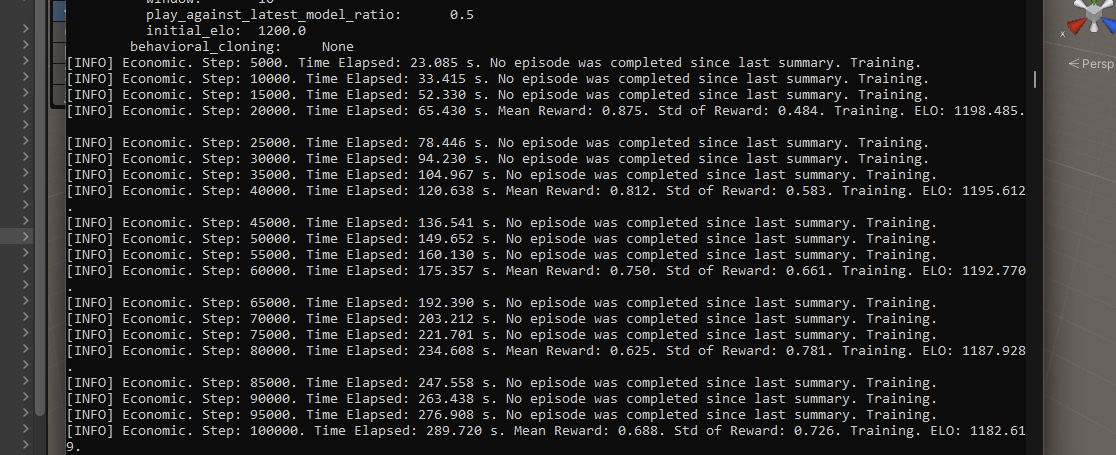 window: 10
play_against_latest_model_ratio: 0.5
initial_elo: 1200.0
behavioral_cloning: None
[INFO] Economic. Step: 5000. Time Elapsed: 23.085 s. No episode was completed since last summary. Training.
[INFO] Economic. Step: 10000. Time Elapsed: 33.415 s. No episode was completed since last summary. Training.
[INFO] Economic. Step: 15000. Time Elapsed: 52.330 s. No episode was completed since last summary. Training.
[INFO] Economic. Step: 20000. Time Elapsed: 65.430 s. Mean Reward: 0.875. Std of Reward: 0.484. Training. ELO: 1198.485.
[INFO] Economic. Step: 25000. Time Elapsed: 78.446 s. No episode was completed since last summary. Training.
[INFO] Economic. Step: 30000. Time Elapsed: 94.230 s. No episode was completed since last summary. Training.
[INFO] Economic. Step: 35000. Time Elapsed: 104.967 s. No episode was completed since last summary. Training.
[INFO] Economic. Step: 40000. Time Elapsed: 120.638 s. Mean Reward: 0.812. Std of Reward: 0.583. Training. ELO: 1195.612
.
[INFO] Economic. Step: 45000. Time Elapsed: 136.541 s. No episode was completed since last summary. Training.
[INFO] Economic. Step: 50000. Time Elapsed: 149.652 s. No episode was completed since last summary. Training.
[INFO] Economic. Step: 55000. Time Elapsed: 160.130 s. No episode was completed since last summary. Training.
[INFO] Economic. Step: 60000. Time Elapsed: 175.357 s. Mean Reward: 0.750. Std of Reward: 0.661. Training. ELO: 1192.770
.
[INFO] Economic. Step: 65000. Time Elapsed: 192.390 s. No episode was completed since last summary. Training.
[INFO] Economic. Step: 70000. Time Elapsed: 203.212 s. No episode was completed since last summary. Training.
[INFO] Economic. Step: 75000. Time Elapsed: 221.701 s. No episode was completed since last summary. Training.
[INFO] Economic. Step: 80000. Time Elapsed: 234.608 s. Mean Reward: 0.625. Std of Reward: 0.781. Training. ELO: 1187.928
.
[INFO] Economic. Step: 85000. Time Elapsed: 247.558 s. No episode was completed since last summary. Training.
[INFO] Economic. Step: 90000. Time Elapsed: 263.438 s. No episode was completed since last summary. Training.
[INFO] Economic. Step: 95000. Time Elapsed: 276.908 s. No episode was completed since last summary. Training.
[INFO] Economic. Step: 100000. Time Elapsed: 289.720 s. Mean Reward: 0.688. Std of Reward: 0.726. Training. ELO: 1182.61
9.
x
Persp